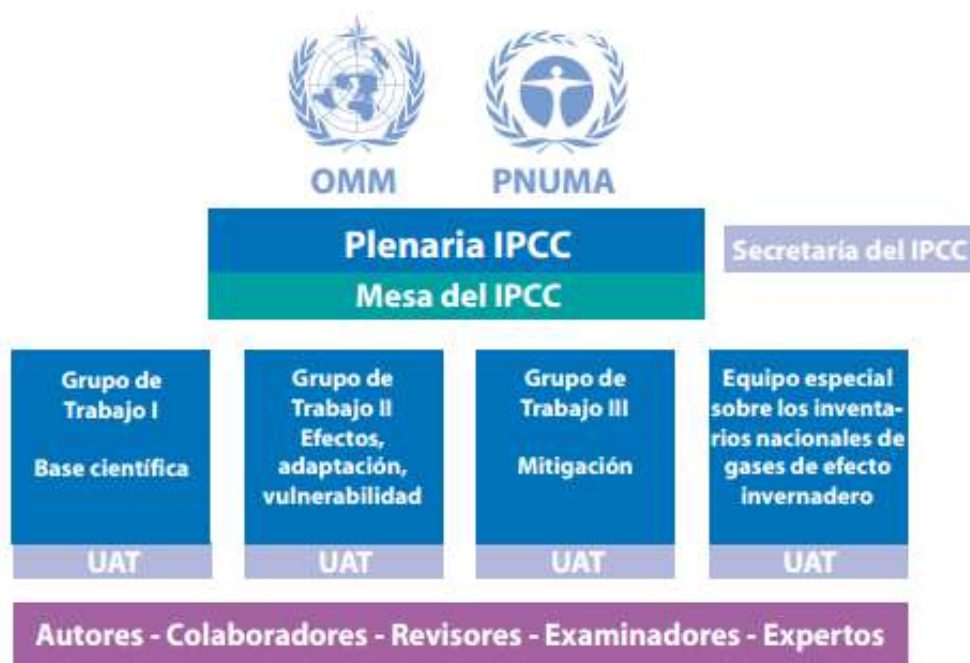 OMM
PNUMA
Plenaria IPCC
Secretaría del IPCC
Mesa del IPCC
Grupo de
Trabajo I
Base científica
UAT
Grupo de
Trabajo II
Efectos,
adaptación,
vulnerabilidad
UAT
Grupo de
Trabajo III
Mitigación
UAT
Equipo especial
sobre los inventa-
rios nacionales de
gases de efecto
invernadero
UAT
Autores - Colaboradores - Revisores - Examinadores - Expertos